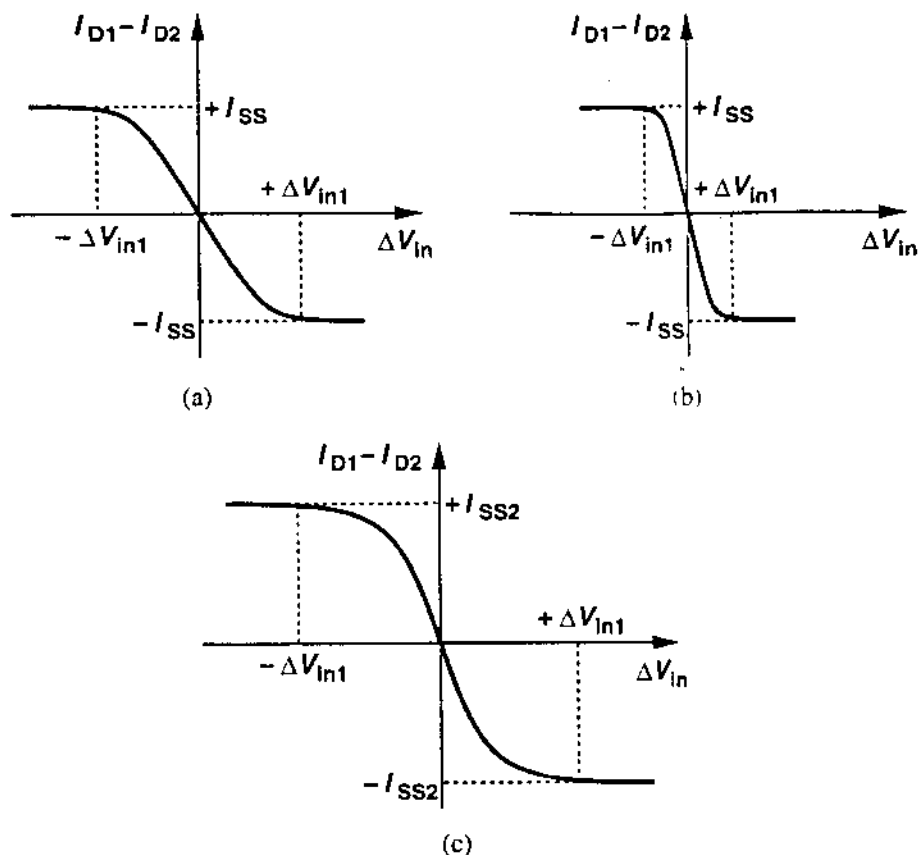 I_D1 − I_D2
+ I_SS
+ ΔV_in1
− ΔV_in1
ΔV_in
− I_SS
(a)
I_D1 − I_D2
+ I_SS
+ ΔV_in1
− ΔV_in1
ΔV_in
− I_SS
(b)
I_D1 − I_D2
+ I_SS2
+ ΔV_in1
− ΔV_in1
ΔV_in
− I_SS2
(c)